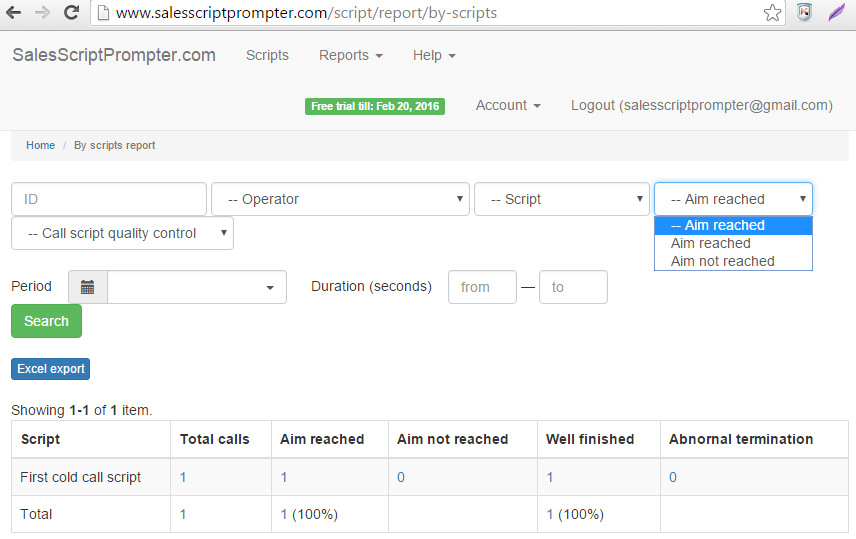 www.salesscriptprompter.com/script/report/by-scripts
SalesScriptPrompter.com Scripts Reports Help
Free trial till: Feb 20, 2016 Account Logout (salesscriptprompter@gmail.com)
Home / By scripts report
ID -- Operator -- Script -- Aim reached
-- Aim reached
Aim reached
Aim not reached
-- Call script quality control
Period Duration (seconds) from — to
Search
Excel export
Showing 1-1 of 1 item.
Script Total calls Aim reached Aim not reached Well finished Abnornal termination
First cold call script 1 1 0 1 0
Total 1 1 (100%) 1 (100%)